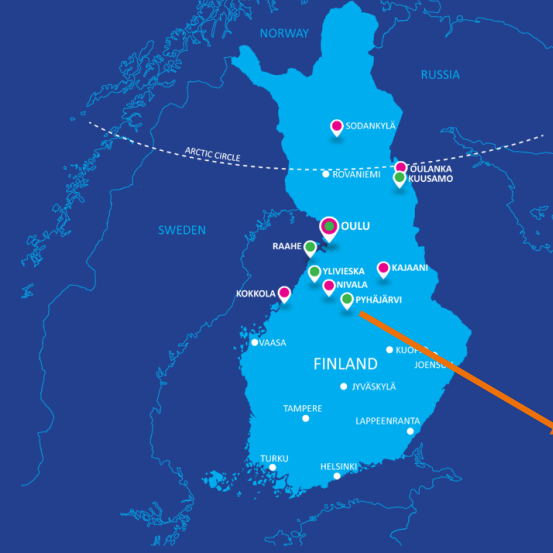 NORWAY
RUSSIA
SODANKYLÄ
ARCTIC CIRCLE
OULANKA
ROVANIEMI
KUUSAMO
OULU
SWEDEN
RAAHE
KAJAANI
YLIVIESKA
NIVALA
KOKKOLA
PYHÄJÄRVI
VAASA
KUOPIO
FINLAND
JOENSUU
JYVÄSKYLÄ
TAMPERE
LAPPEENRANTA
TURKU
HELSINKI